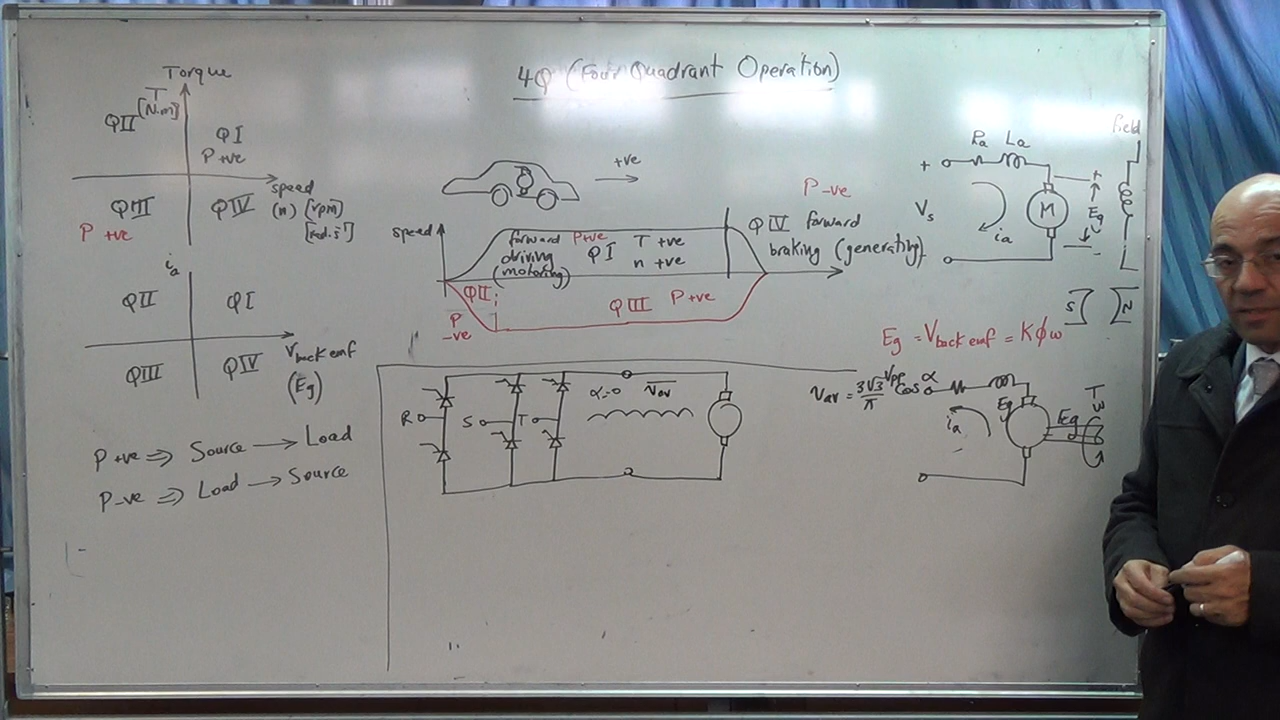 4Q (Four Quadrant Operation)
Torque
T
[N.m]
QII
QI
P +ve
speed
(n) [rpm]
[rad.s⁻¹]
QIII
P +ve
QIV
ia
QII
QI
QIII
QIV
Vback emf
(Eg)
P +ve ⇒ Source → Load
P -ve ⇒ Load → Source
+ve
speed
forward
driving
(motoring)
P+ve
QI
T +ve
n +ve
P -ve
QIV forward
braking (generating)
QII
P
-ve
QIII P +ve
Ra La
+
Vs
ia
M
+
Eg
-
field
S N
Eg = Vback emf = Kϕω
R
S
T
α=0
Vav
Vav = 3√3 Vpp/π Cos α
ia
Eg
Eg
T
ω